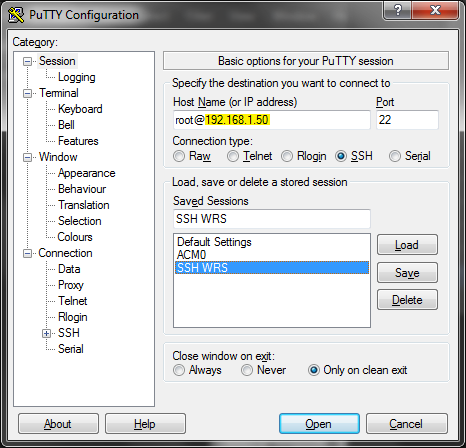 PuTTY Configuration
Category:
Session
Logging
Terminal
Keyboard
Bell
Features
Window
Appearance
Behaviour
Translation
Selection
Colours
Connection
Data
Proxy
Telnet
Rlogin
SSH
Serial
Basic options for your PuTTY session
Specify the destination you want to connect to
Host Name (or IP address) Port
root@192.168.1.50 22
Connection type:
Raw Telnet Rlogin SSH Serial
Load, save or delete a stored session
Saved Sessions
SSH WRS
Default Settings
ACM0
SSH WRS
Load
Save
Delete
Close window on exit:
Always Never Only on clean exit
About Help Open Cancel